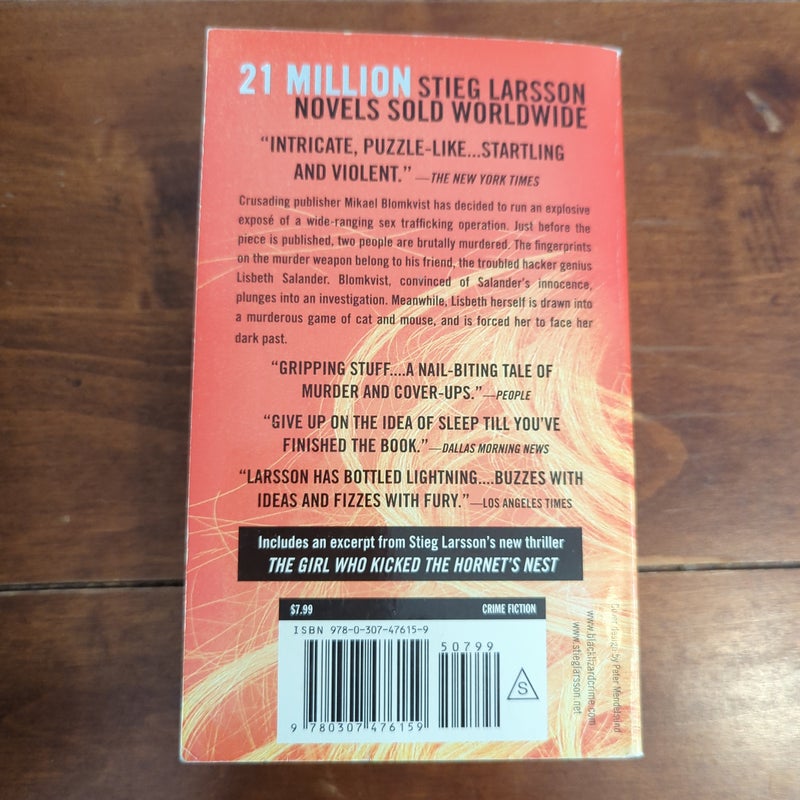 21 MILLION STIEG LARSSON
NOVELS SOLD WORLDWIDE
“INTRICATE, PUZZLE-LIKE...STARTLING
AND VIOLENT.” —THE NEW YORK TIMES
Crusading publisher Mikael Blomkvist has decided to run an explosive
exposé of a wide-ranging sex trafficking operation. Just before the
piece is published, two people are brutally murdered. The fingerprints
on the murder weapon belong to his friend, the troubled hacker genius
Lisbeth Salander. Blomkvist, convinced of Salander's innocence,
plunges into an investigation. Meanwhile, Lisbeth herself is drawn into
a murderous game of cat and mouse, and is forced her to face her
dark past.
“GRIPPING STUFF....A NAIL-BITING TALE OF
MURDER AND COVER-UPS.”—PEOPLE
“GIVE UP ON THE IDEA OF SLEEP TILL YOU'VE
FINISHED THE BOOK.”—DALLAS MORNING NEWS
“LARSSON HAS BOTTLED LIGHTNING....BUZZES WITH
IDEAS AND FIZZES WITH FURY.”—LOS ANGELES TIMES
Includes an excerpt from Stieg Larsson's new thriller
THE GIRL WHO KICKED THE HORNET'S NEST
$7.99 CRIME FICTION
ISBN 978-0-307-47615-9
50799
9 780307 476159
S
Cover design by Peter Mendelsund
www.blacklizardcrime.com
www.stieglarsson.net